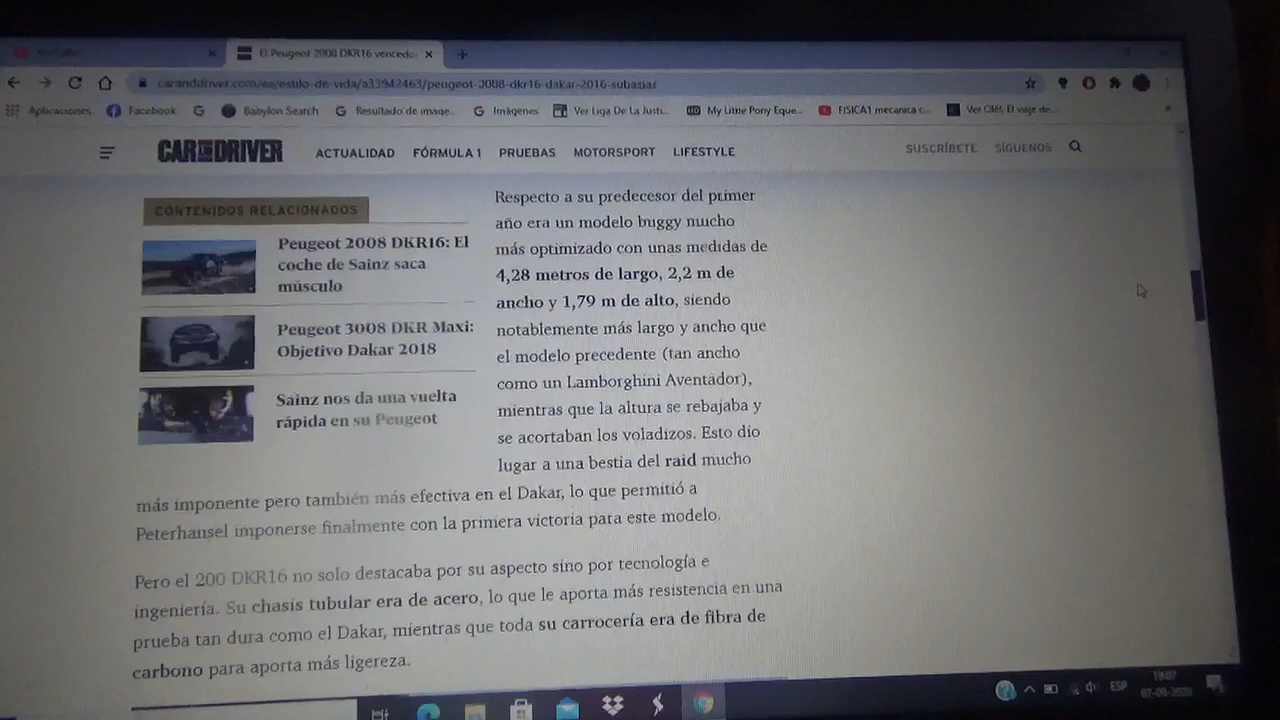 El Peugeot 2008 DKR16 vencedo
caranddriver.com/es/estilo-de-vida/a33942463/peugeot-3008-dkr16-dakar-2016-subasta/
Aplicaciones Facebook Babylon Search Resultado de image... Imágenes Ver Liga De La Justi... My Little Pony Eque... FISICA1 mecanica c... Ver Olé!. El viaje de...
CAR AND DRIVER ACTUALIDAD FÓRMULA 1 PRUEBAS MOTORSPORT LIFESTYLE SUSCRÍBETE SÍGUENOS
CONTENIDOS RELACIONADOS
Peugeot 2008 DKR16: El
coche de Sainz saca
músculo
Peugeot 3008 DKR Maxi:
Objetivo Dakar 2018
Sainz nos da una vuelta
rápida en su Peugeot
Respecto a su predecesor del primer
año era un modelo buggy mucho
más optimizado con unas medidas de
4,28 metros de largo, 2,2 m de
ancho y 1,79 m de alto, siendo
notablemente más largo y ancho que
el modelo precedente (tan ancho
como un Lamborghini Aventador),
mientras que la altura se rebajaba y
se acortaban los voladizos. Esto dio
lugar a una bestia del raid mucho
más imponente pero también más efectiva en el Dakar, lo que permitió a
Peterhansel imponerse finalmente con la primera victoria para este modelo.
Pero el 200 DKR16 no solo destacaba por su aspecto sino por tecnología e
ingeniería. Su chasis tubular era de acero, lo que le aporta más resistencia en una
prueba tan dura como el Dakar, mientras que toda su carrocería era de fibra de
carbono para aporta más ligereza.
ESP